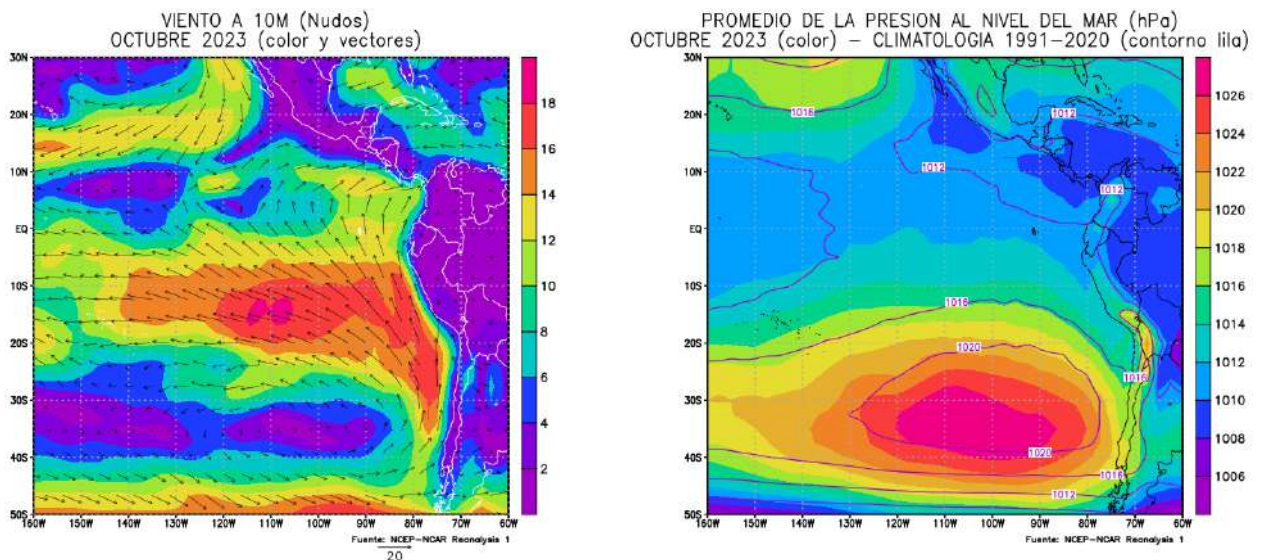 VIENTO A 10M (Nudos)
OCTUBRE 2023 (color y vectores)
30N
20N
10N
EQ
10S
20S
30S
40S
50S
160W 150W 140W 130W 120W 110W 100W 90W 80W 70W 60W
18
16
14
12
10
8
6
4
2
Fuente: NCEP-NCAR Reanalysis 1
20
PROMEDIO DE LA PRESION AL NIVEL DEL MAR (hPa)
OCTUBRE 2023 (color) – CLIMATOLOGIA 1991-2020 (contorno lila)
30N
20N
10N
EQ
10S
20S
30S
40S
50S
160W 150W 140W 130W 120W 110W 100W 90W 80W 70W 60W
1016
1012
1012
1012
1016
1020
1016
1020
1016
1012
1026
1024
1022
1020
1018
1016
1014
1012
1010
1008
1006
Fuente: NCEP-NCAR Reanalysis 1